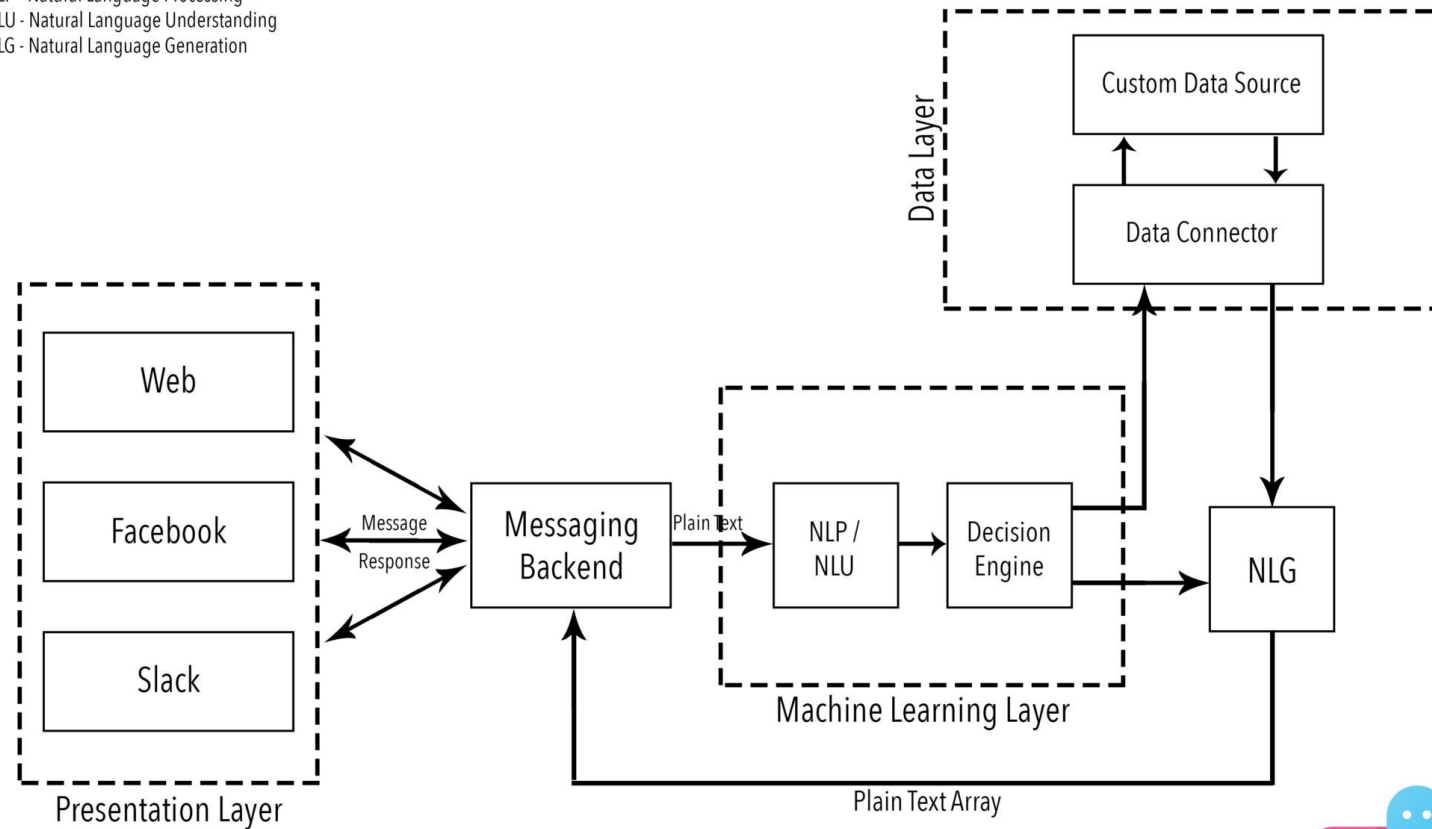 LU - Natural Language Understanding
LG - Natural Language Generation
Custom Data Source
Data Layer
Data Connector
Web
Facebook
Slack
Message
Response
Messaging
Backend
Plain Text
NLP /
NLU
Decision
Engine
NLG
Machine Learning Layer
Plain Text Array
Presentation Layer